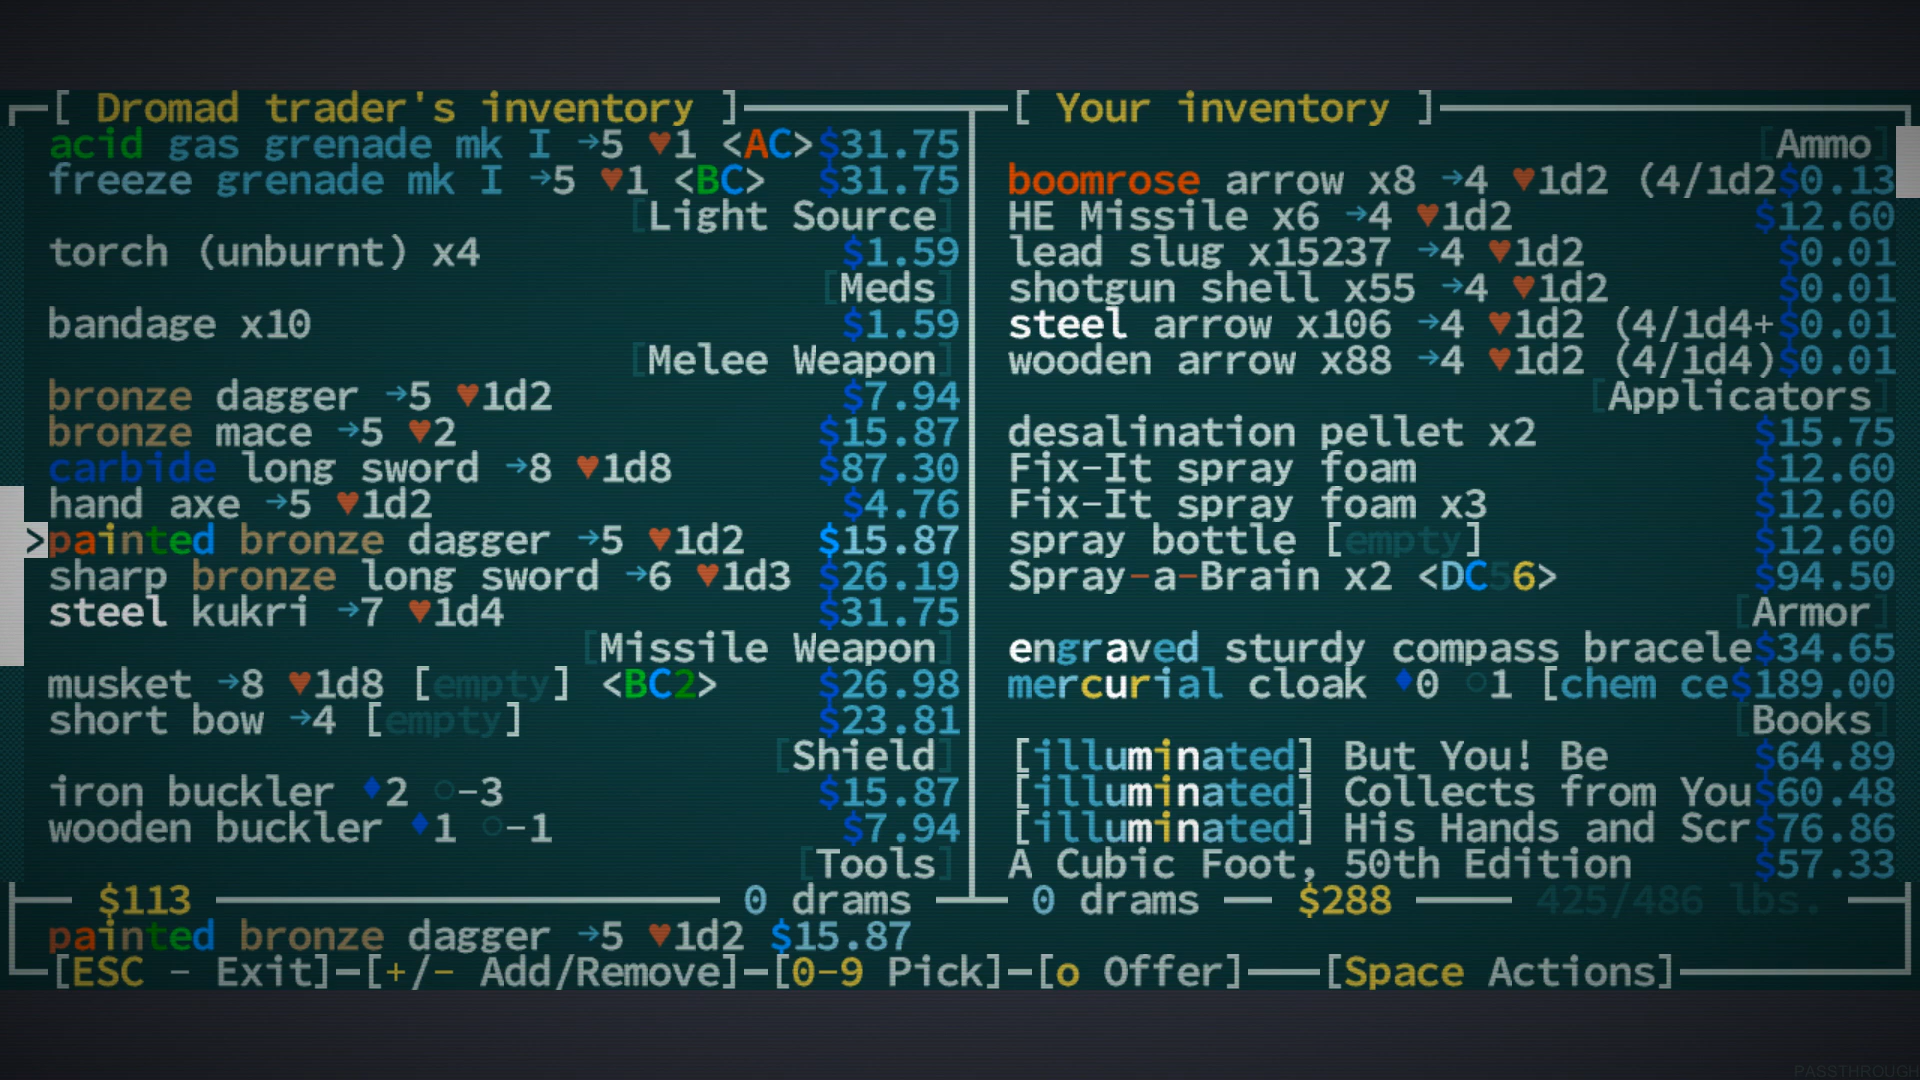 [ Dromad trader's inventory ]
acid gas grenade mk I →5 ♥1 <AC> $31.75
freeze grenade mk I →5 ♥1 <BC> $31.75
[Light Source]
torch (unburnt) x4 $1.59
[Meds]
bandage x10 $1.59
[Melee Weapon]
bronze dagger →5 ♥1d2 $7.94
bronze mace →5 ♥2 $15.87
carbide long sword →8 ♥1d8 $87.30
hand axe →5 ♥1d2 $4.76
>painted bronze dagger →5 ♥1d2 $15.87
sharp bronze long sword →6 ♥1d3 $26.19
steel kukri →7 ♥1d4 $31.75
[Missile Weapon]
musket →8 ♥1d8 [empty] <BC2> $26.98
short bow →4 [empty] $23.81
[Shield]
iron buckler ♦2 ○-3 $15.87
wooden buckler ♦1 ○-1 $7.94
[Tools]
$113 0 drams
[ Your inventory ]
[Ammo]
boomrose arrow x8 →4 ♥1d2 (4/1d2 $0.13
HE Missile x6 →4 ♥1d2 $12.60
lead slug x15237 →4 ♥1d2 $0.01
shotgun shell x55 →4 ♥1d2 $0.01
steel arrow x106 →4 ♥1d2 (4/1d4+ $0.01
wooden arrow x88 →4 ♥1d2 (4/1d4) $0.01
[Applicators]
desalination pellet x2 $15.75
Fix-It spray foam $12.60
Fix-It spray foam x3 $12.60
spray bottle [empty] $12.60
Spray-a-Brain x2 <DC56> $94.50
[Armor]
engraved sturdy compass bracele $34.65
mercurial cloak ♦0 ○1 [chem ce $189.00
[Books]
[illuminated] But You! Be $64.89
[illuminated] Collects from You $60.48
[illuminated] His Hands and Scr $76.86
A Cubic Foot, 50th Edition $57.33
0 drams $288 425/486 lbs.
painted bronze dagger →5 ♥1d2 $15.87
[ESC - Exit] [+/- Add/Remove] [0-9 Pick] [o Offer] [Space Actions]
PASSTHROUGH